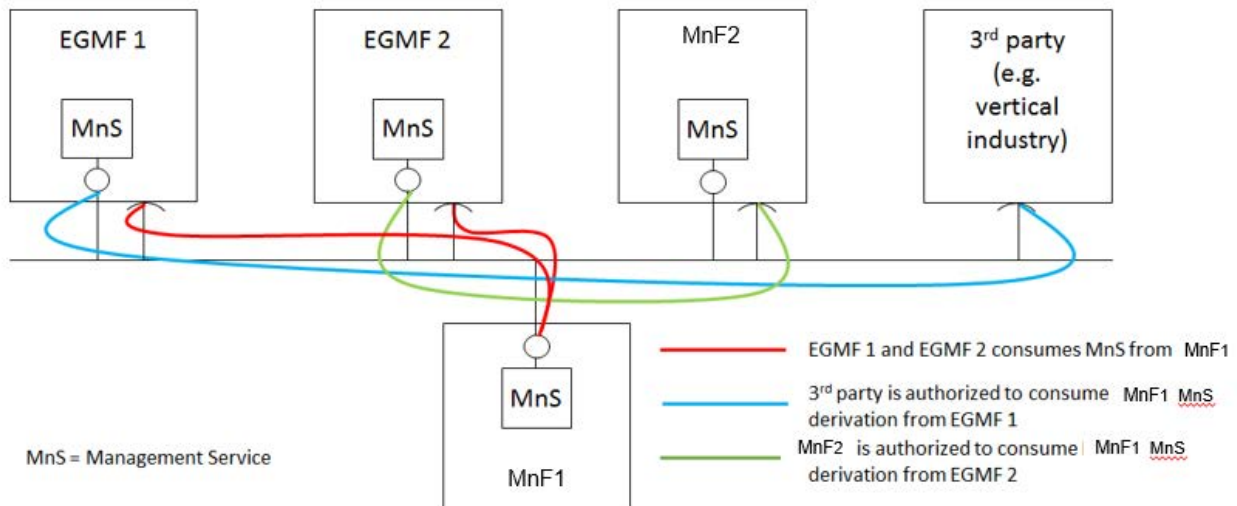 EGMF 1
EGMF 2
MnF2
3rd party
(e.g.
vertical
industry)
MnS
MnS
MnS
EGMF 1 and EGMF 2 consumes MnS from MnF1
3rd party is authorized to consume MnF1 MnS
derivation from EGMF 1
MnS
MnF2 is authorized to consume MnF1 MnS
derivation from EGMF 2
MnS = Management Service
MnF1